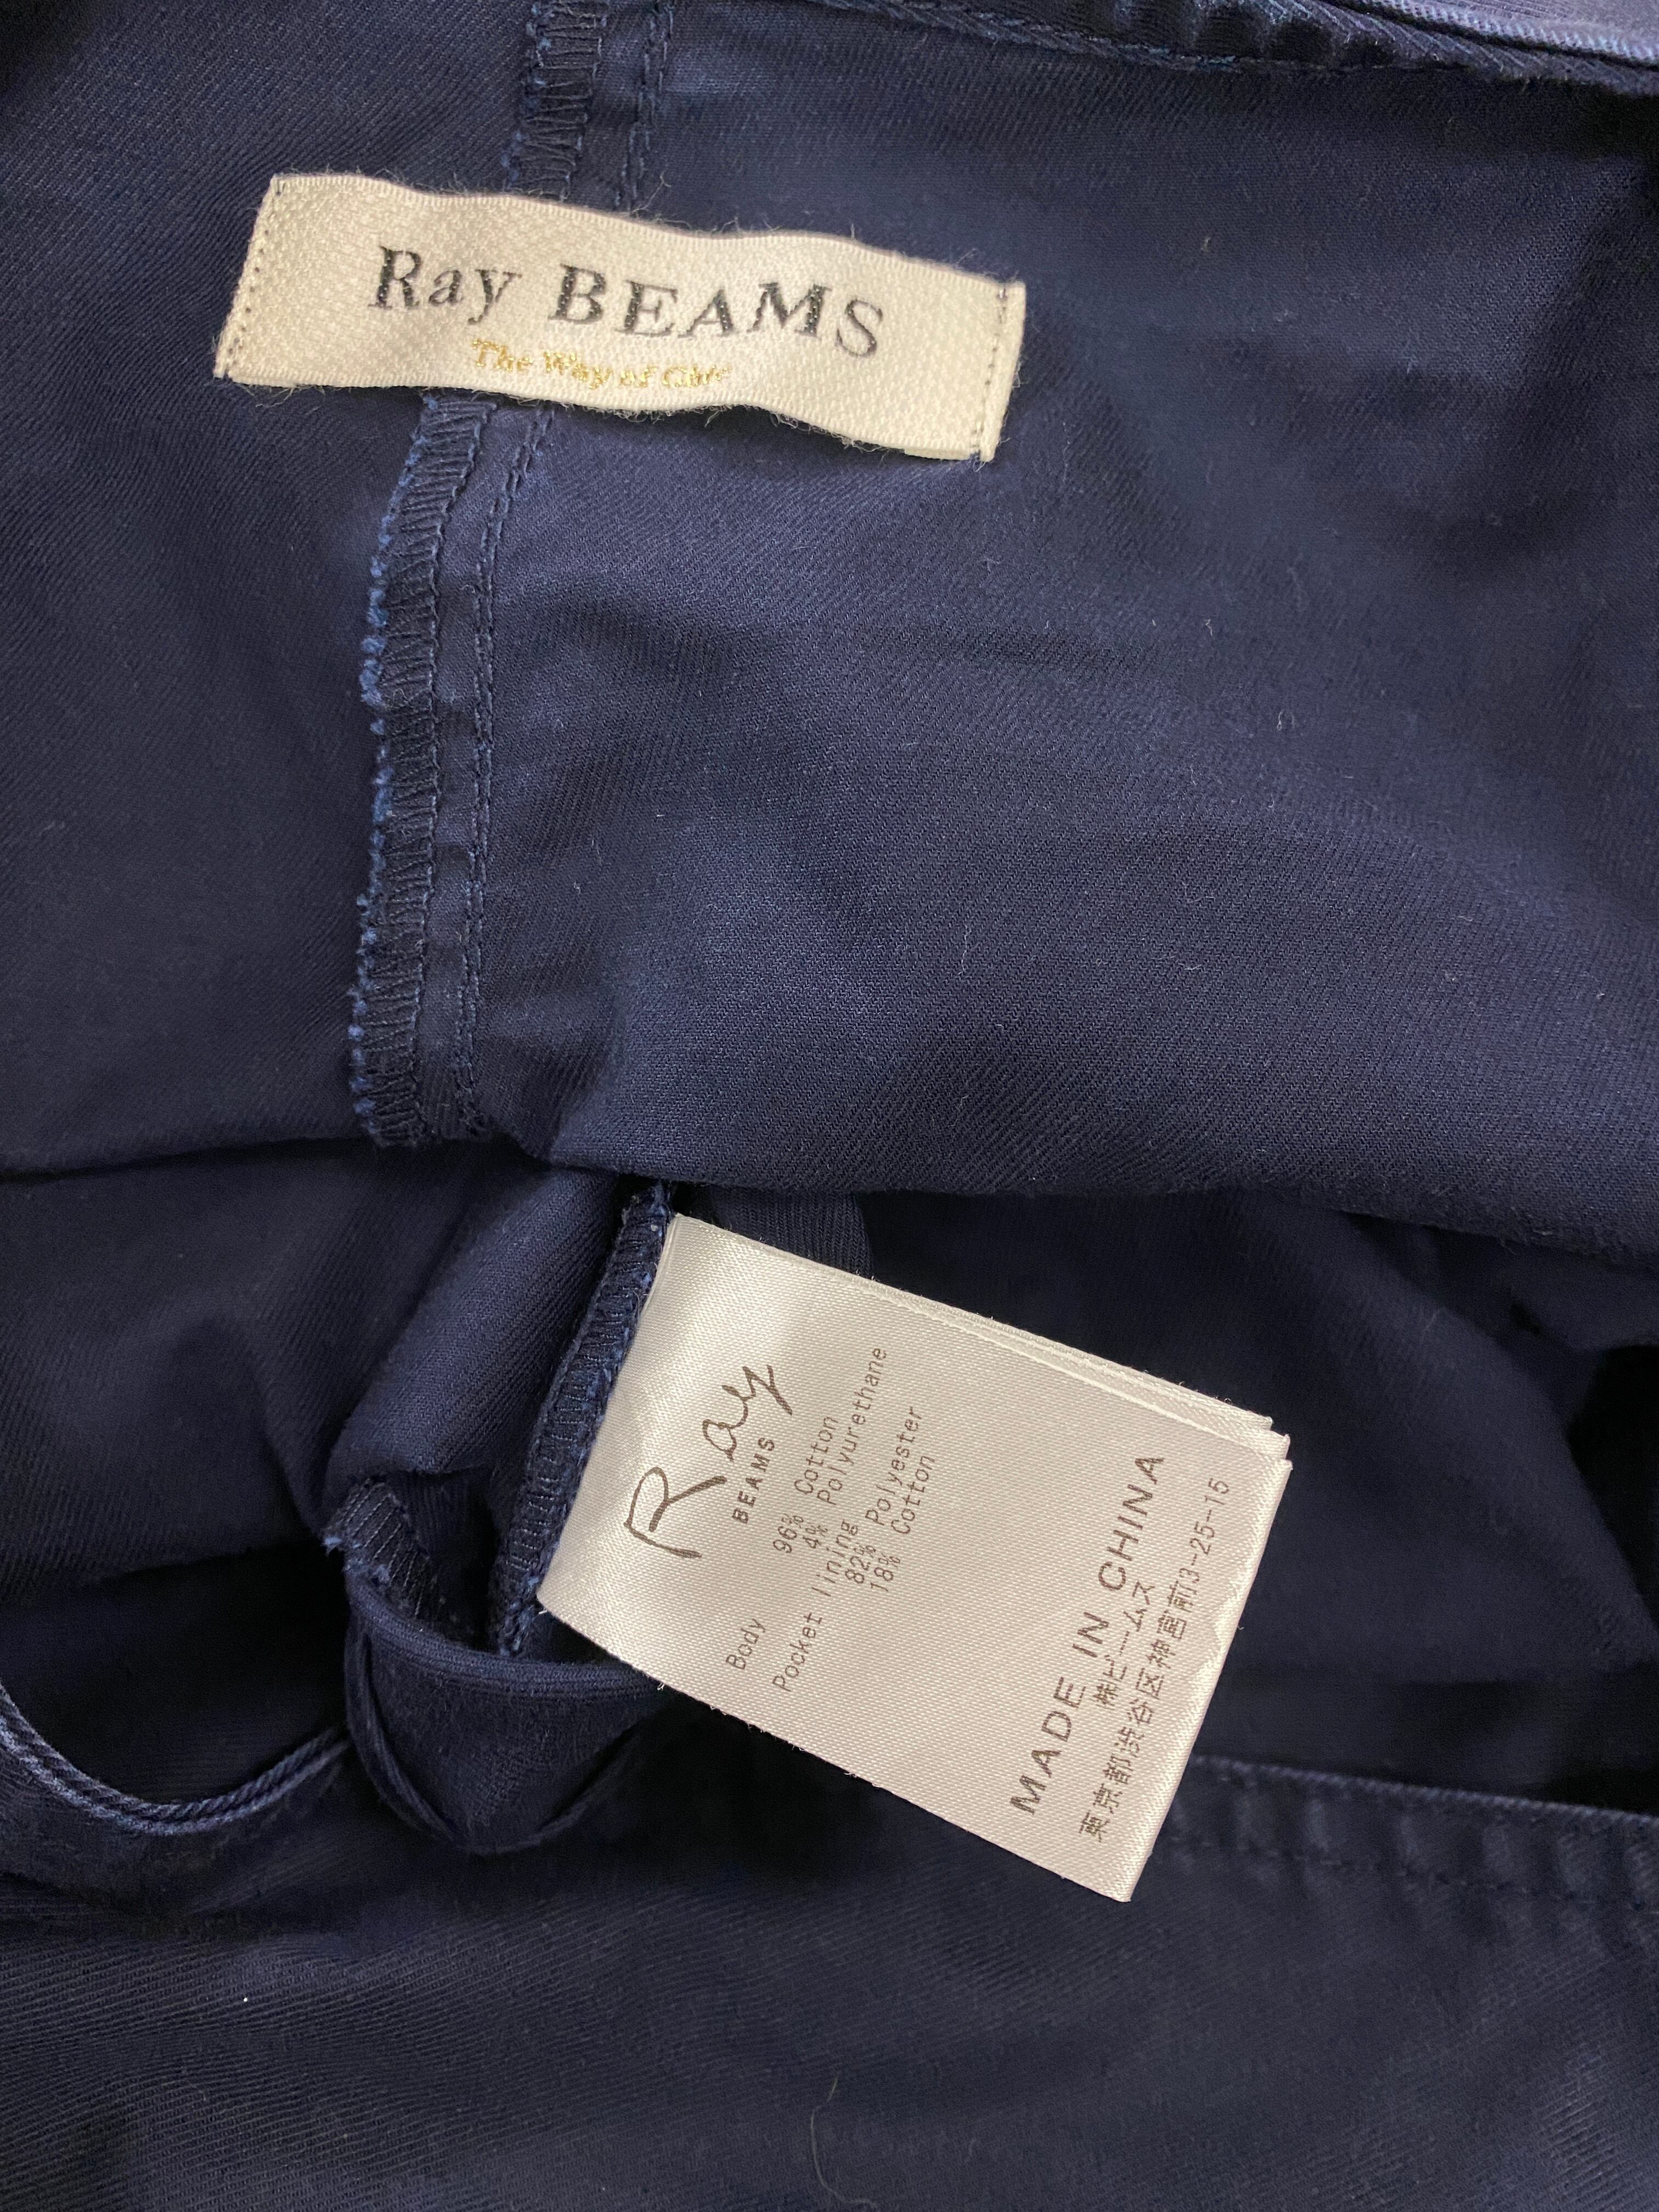 Ray BEAMS
The Way of Chic
Ray
BEAMS
Body 96% Cotton
4% Polyurethane
Pocket lining
82% Polyester
18% Cotton
MADE IN CHINA
㈱ビームス
東京都渋谷区神宮前3-25-15